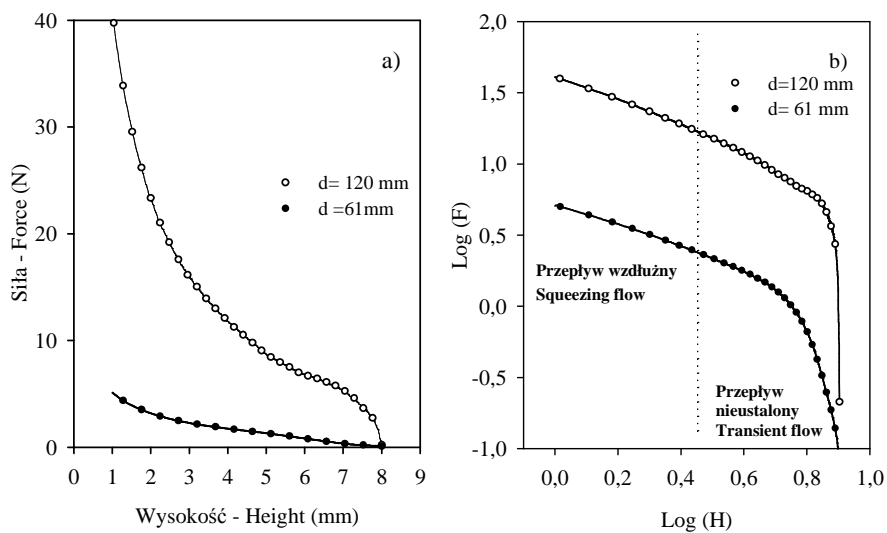 40
30
20
10
0
0 1 2 3 4 5 6 7 8 9
Siła - Force (N)
Wysokość - Height (mm)
a)
d= 120 mm
d =61mm
2,0
1,5
1,0
0,5
0,0
-0,5
-1,0
0,0 0,2 0,4 0,6 0,8 1,0
Log (F)
Log (H)
b)
d=120 mm
d= 61 mm
Przepływ wzdłużny
Squeezing flow
Przepływ
nieustalony
Transient flow